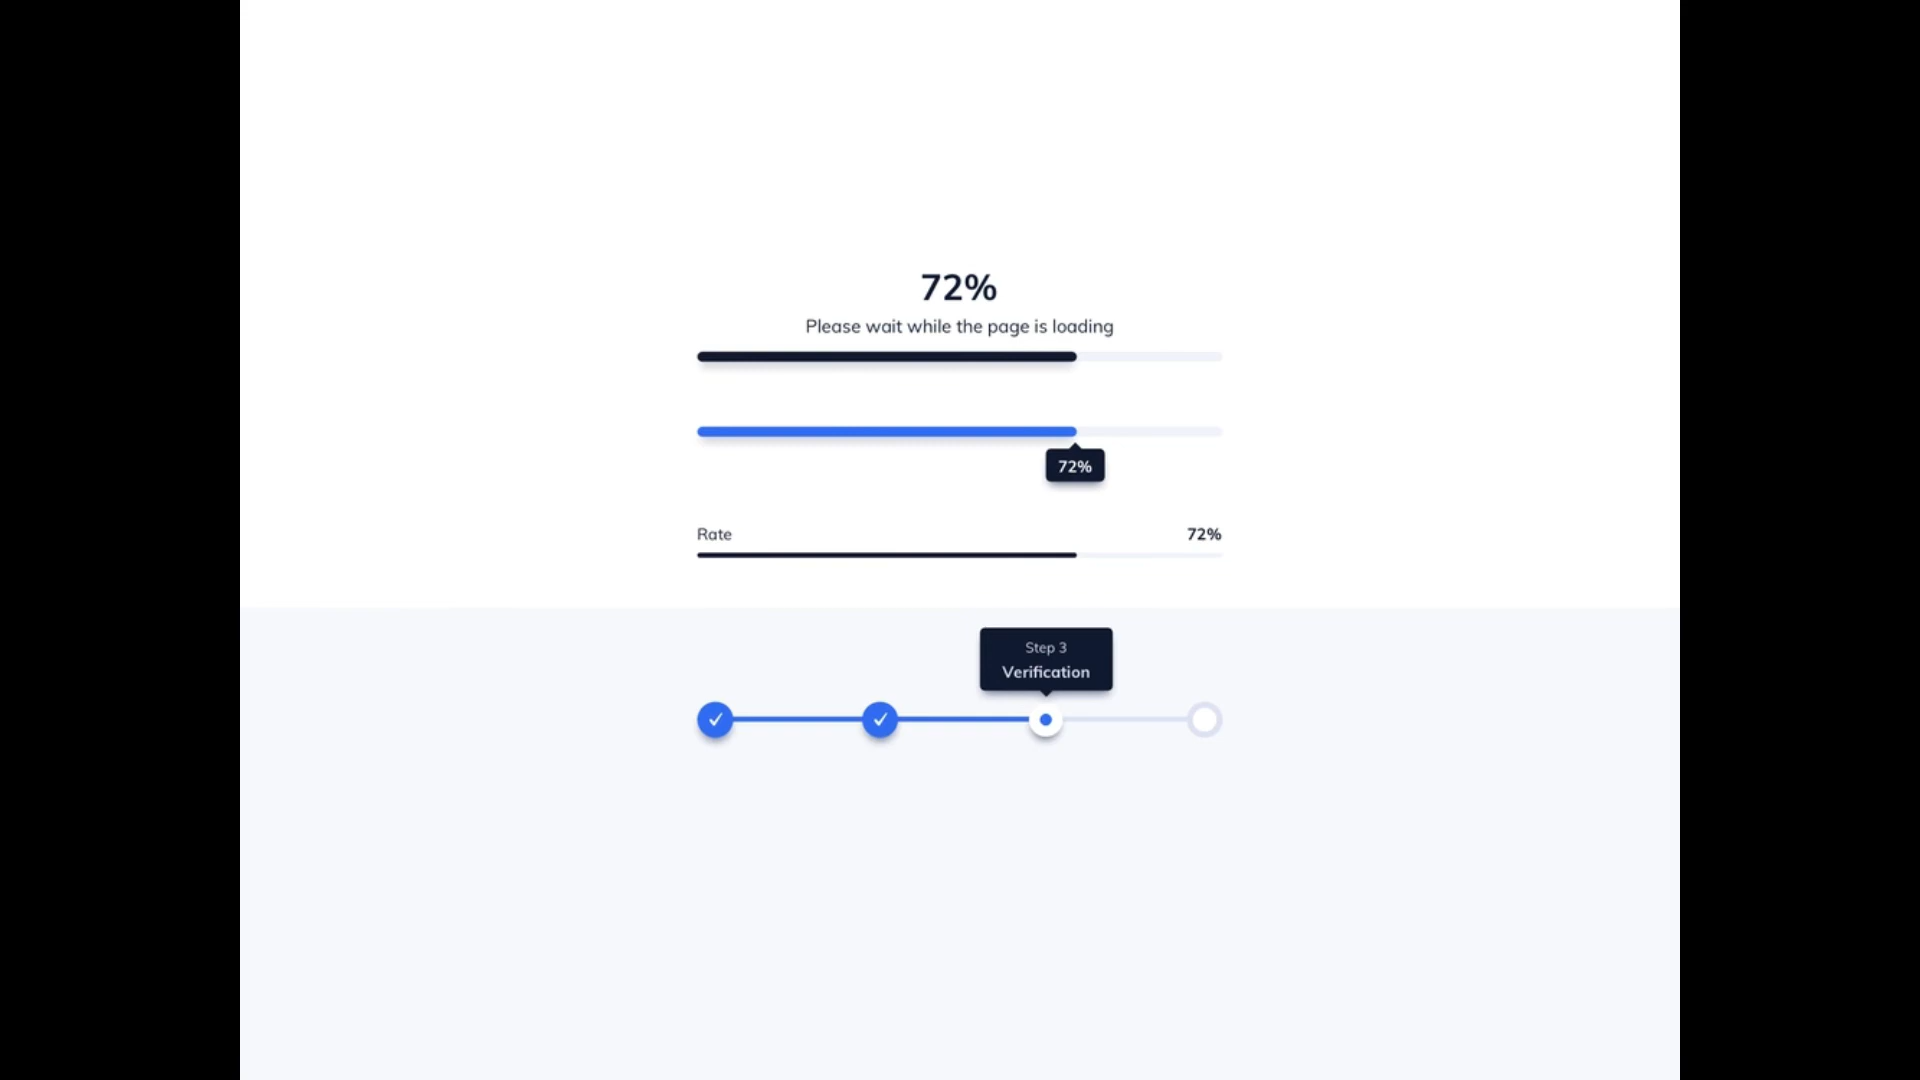 72%
Please wait while the page is loading
72%
Rate
72%
Step 3
Verification